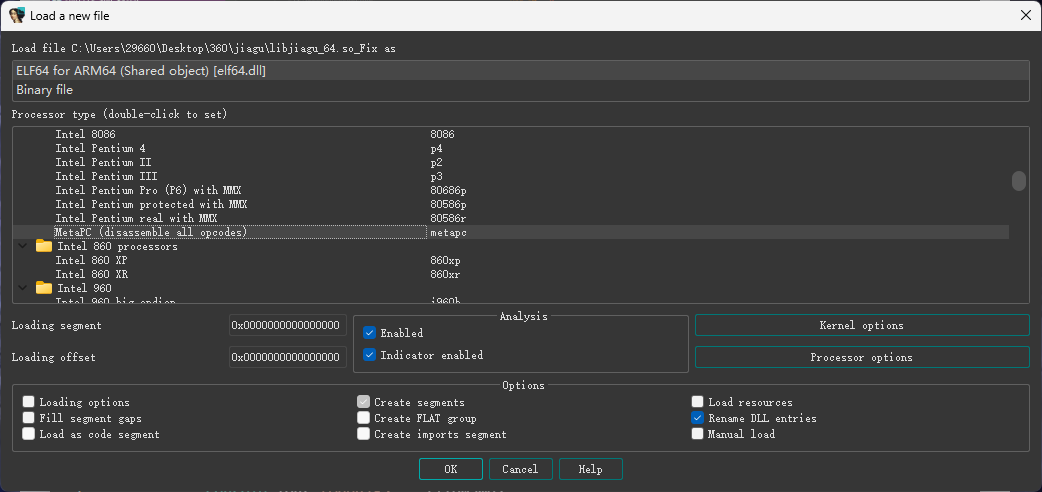 Load a new file
Load file C:\Users\29660\Desktop\360\jiagu\libjiagu_64.so_Fix as
ELF64 for ARM64 (Shared object) [elf64.dll]
Binary file
Processor type (double-click to set)
Intel 8086 8086
Intel Pentium 4 p4
Intel Pentium II p2
Intel Pentium III p3
Intel Pentium Pro (P6) with MMX 80686p
Intel Pentium protected with MMX 80586p
Intel Pentium real with MMX 80586r
MetaPC (disassemble all opcodes) metapc
Intel 860 processors
Intel 860 XP 860xp
Intel 860 XR 860xr
Intel 960
Intel 960 big endian i960b
Loading segment 0x0000000000000000
Loading offset 0x0000000000000000
Analysis
Enabled
Indicator enabled
Kernel options
Processor options
Options
Loading options Create segments Load resources
Fill segment gaps Create FLAT group Rename DLL entries
Load as code segment Create imports segment Manual load
OK Cancel Help